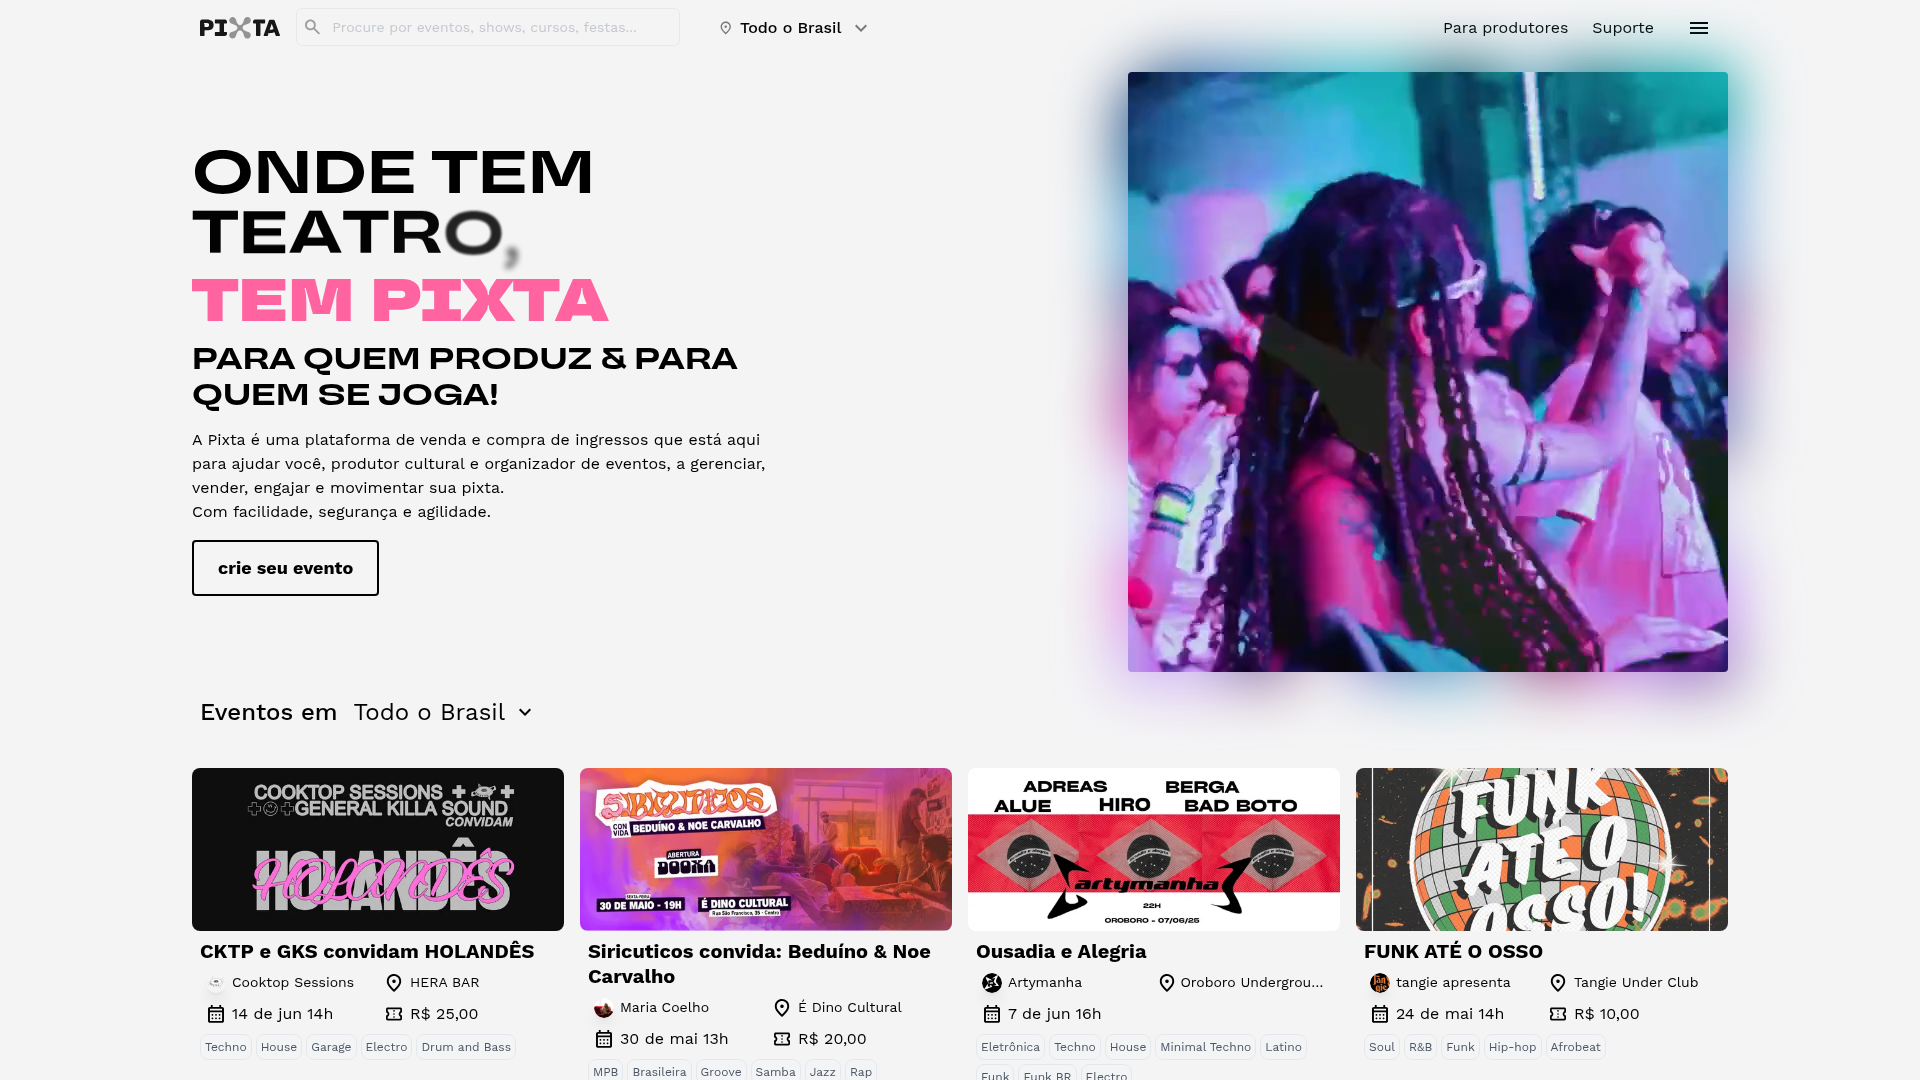 PIXTA
Procure por eventos, shows, cursos, festas...
Todo o Brasil
Para produtores
Suporte
ONDE TEM
TEATRO,
TEM PIXTA
PARA QUEM PRODUZ & PARA
QUEM SE JOGA!
A Pixta é uma plataforma de venda e compra de ingressos que está aqui
para ajudar você, produtor cultural e organizador de eventos, a gerenciar,
vender, engajar e movimentar sua pixta.
Com facilidade, segurança e agilidade.
crie seu evento
Eventos em Todo o Brasil
COOKTOP SESSIONS
GENERAL KILLA SOUND
CONVIDAM
HOLANDÊS
HOLANDÊS
CKTP e GKS convidam HOLANDÊS
Cooktop Sessions
HERA BAR
14 de jun 14h
R$ 25,00
Techno House Garage Electro Drum and Bass
SIRICUTICOS
CONVIDA BEDUÍNO & NOE CARVALHO
ABERTURA
DOOXA
SEXTA-FEIRA
30 DE MAIO - 19H
É DINO CULTURAL
Rua São Francisco, 35 - Centro
Siricuticos convida: Beduíno & Noe
Carvalho
Maria Coelho
É Dino Cultural
30 de mai 13h
R$ 20,00
MPB Brasileira Groove Samba Jazz Rap
ADREAS BERGA
ALUE HIRO BAD BOTO
artymanha
22H
OROBORO - 07/06/25
Ousadia e Alegria
Artymanha
Oroboro Undergrou...
7 de jun 16h
Eletrônica Techno House Minimal Techno Latino
Funk Funk BR Electro
FUNK
ATÉ O
OSSO!
FUNK ATÉ O OSSO
tangie apresenta
Tangie Under Club
24 de mai 14h
R$ 10,00
Soul R&B Funk Hip-hop Afrobeat